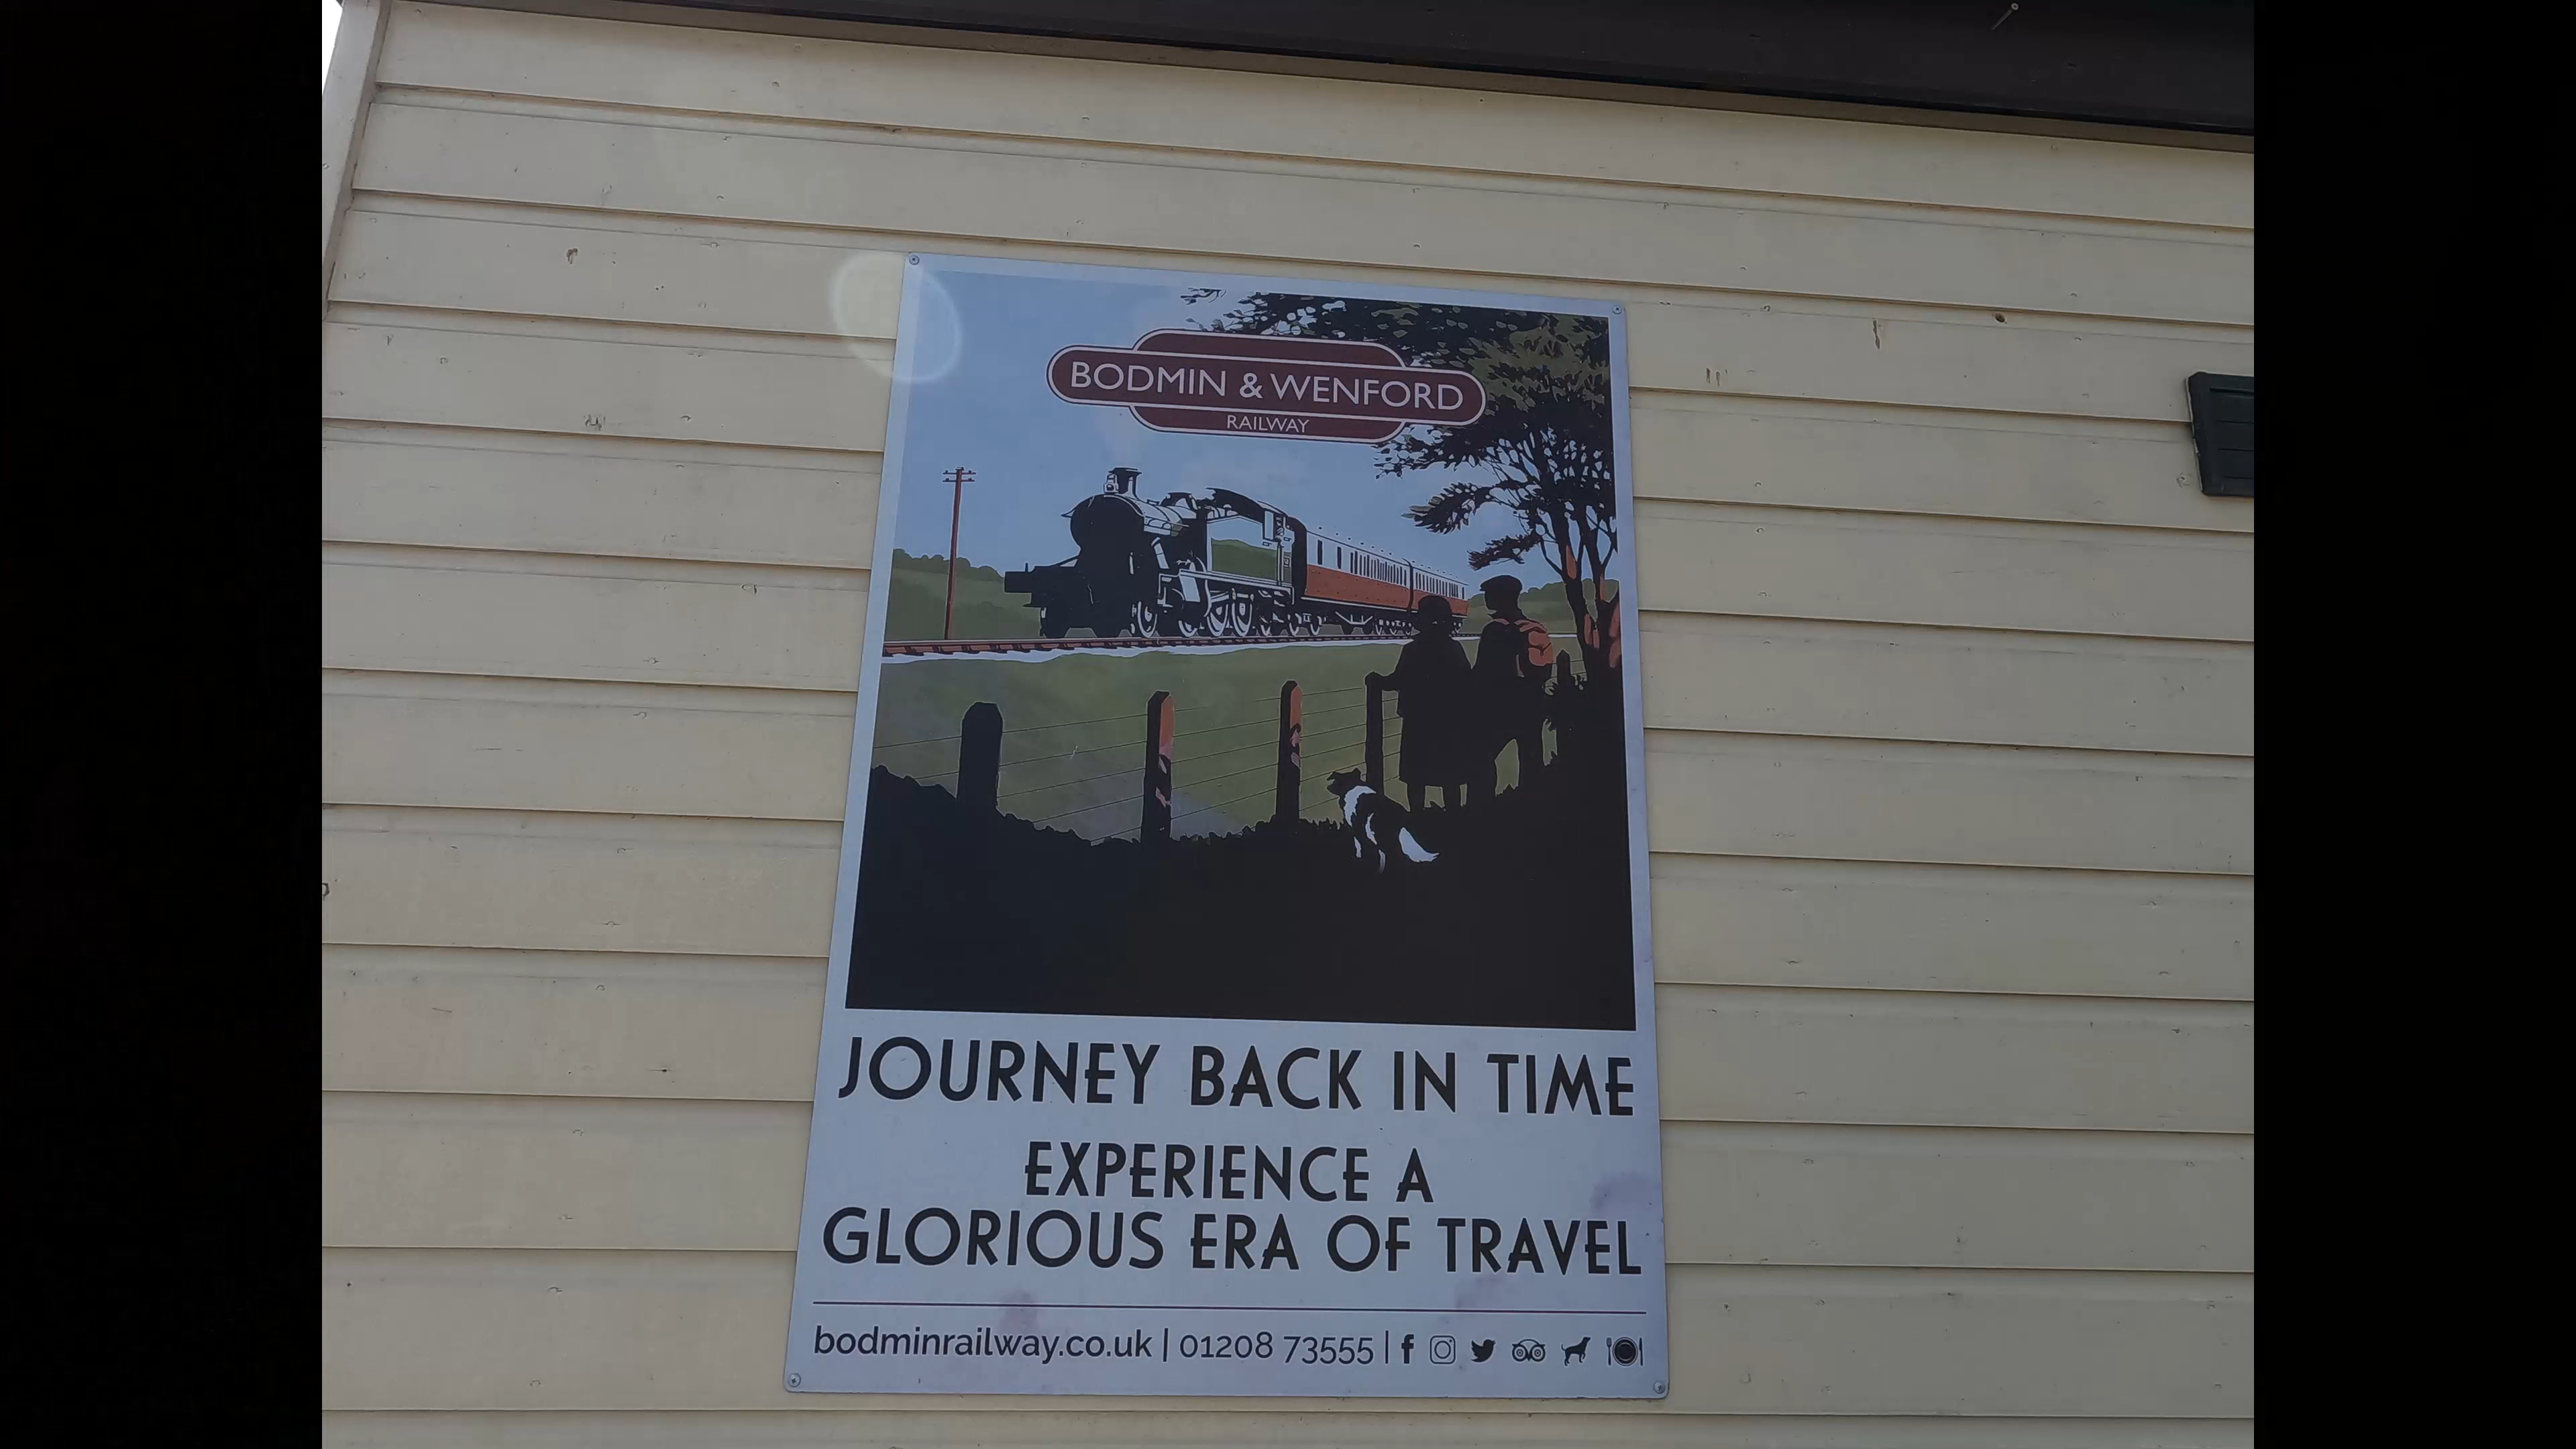 BODMIN & WENFORD
RAILWAY
JOURNEY BACK IN TIME
EXPERIENCE A
GLORIOUS ERA OF TRAVEL
bodminrailway.co.uk | 01208 73555 |